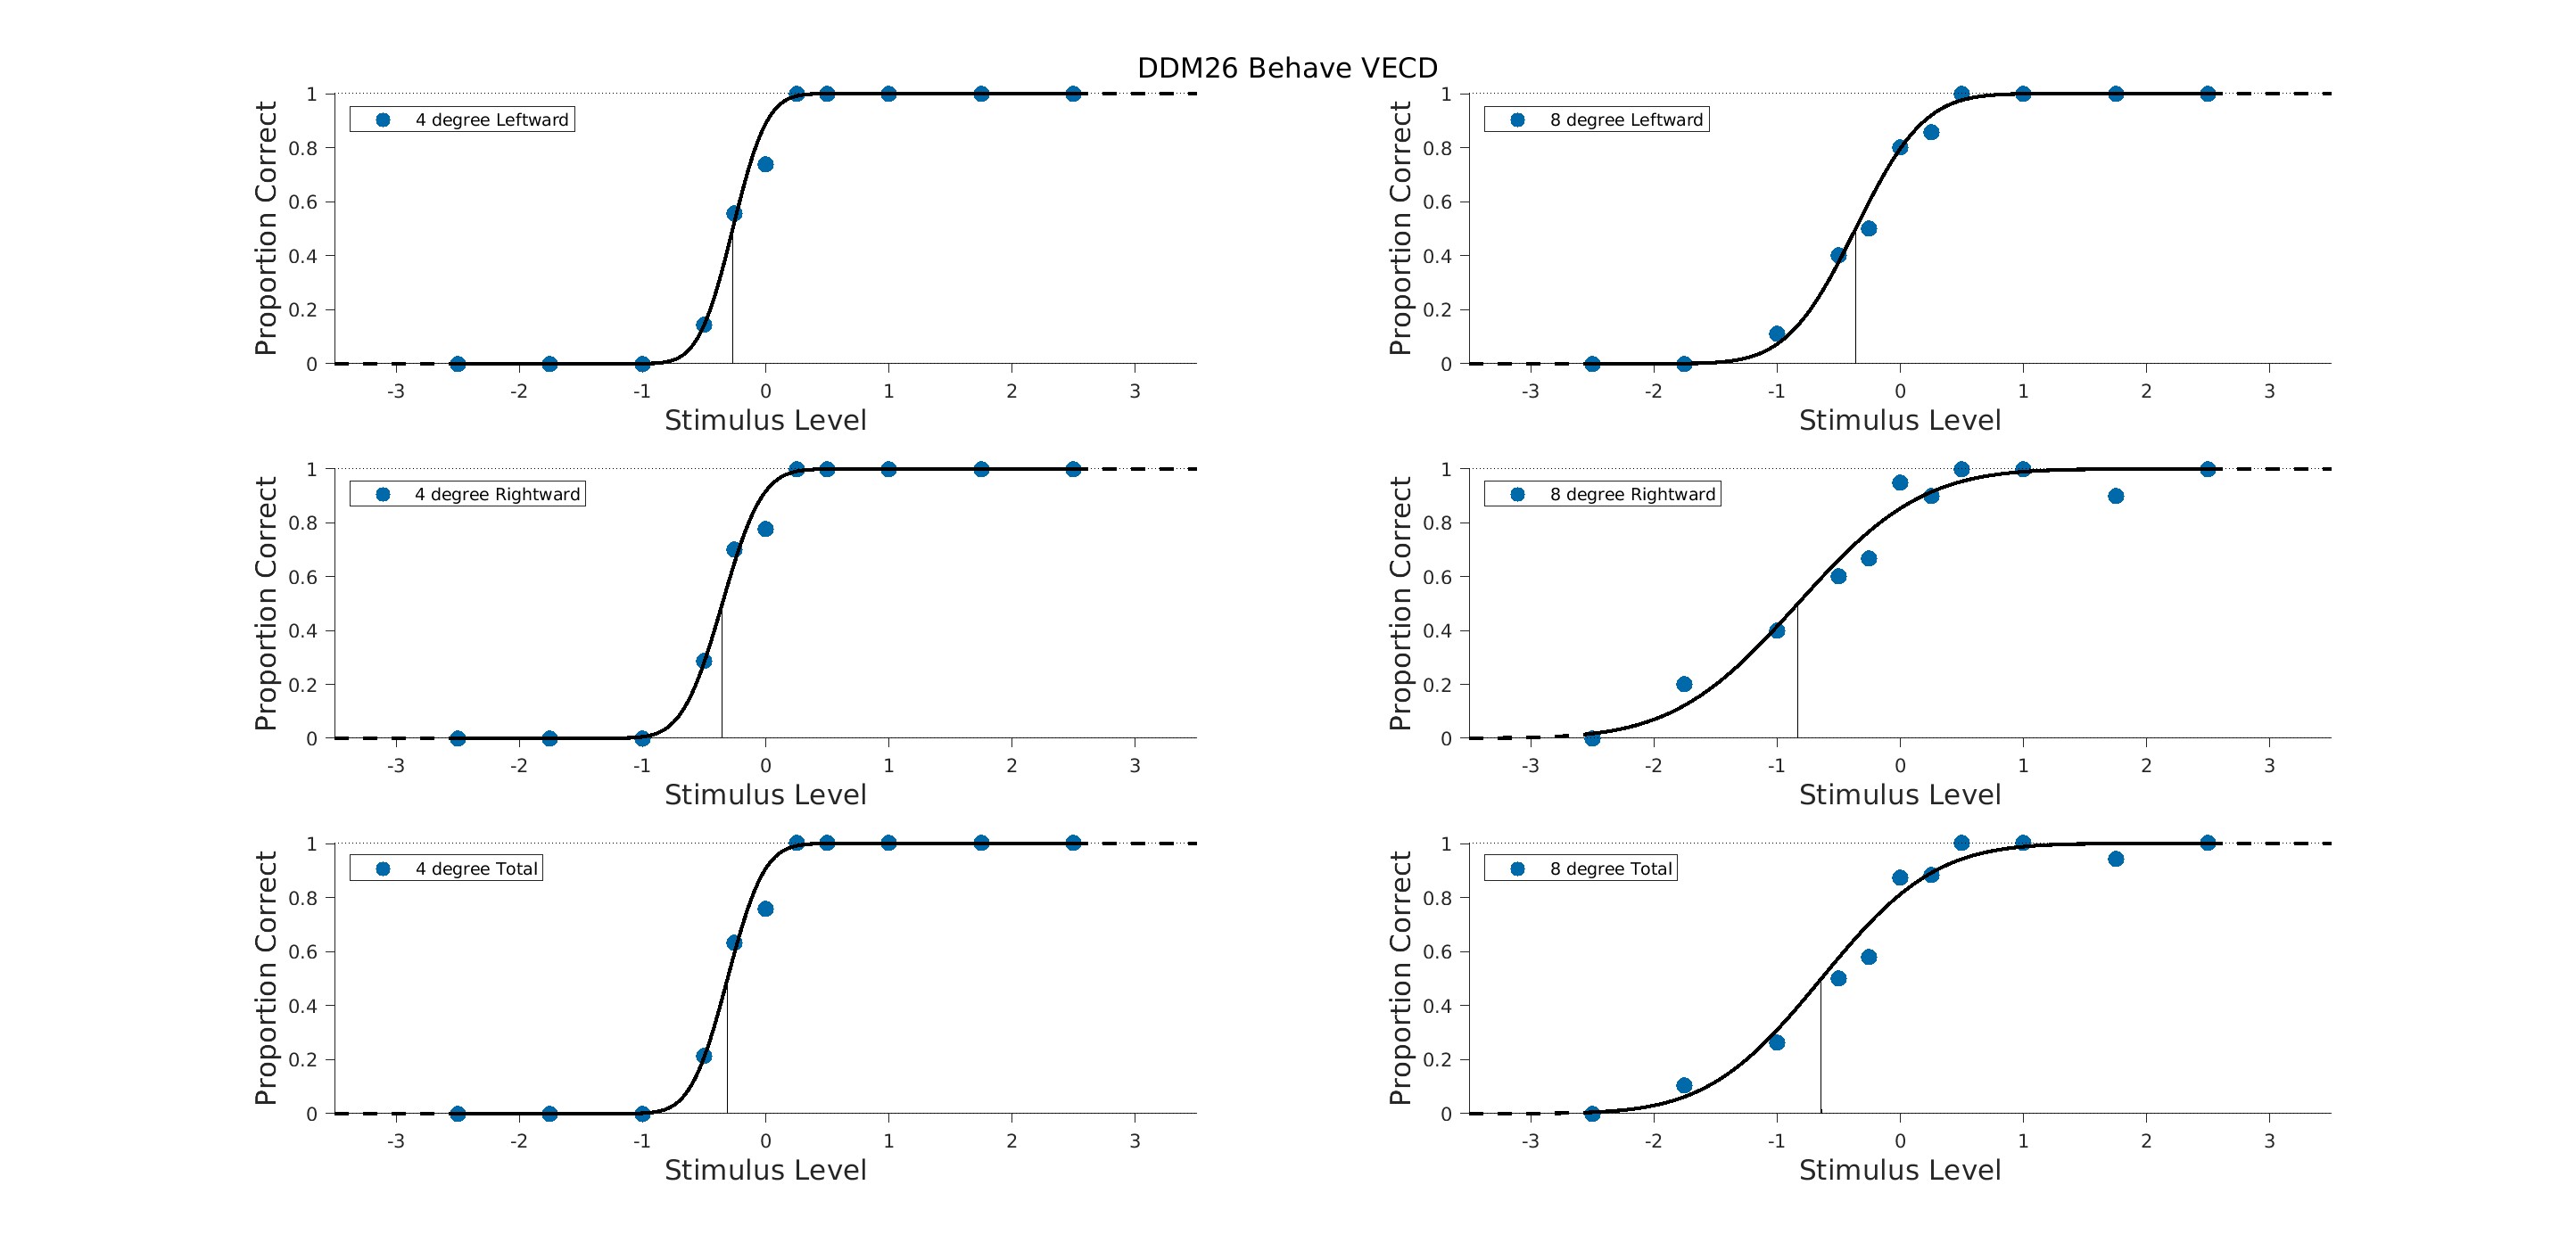 DDM26 Behave VECD
4 degree Leftward
Proportion Correct
1
0.8
0.6
0.4
0.2
0
-3 -2 -1 0 1 2 3
Stimulus Level
8 degree Leftward
Proportion Correct
1
0.8
0.6
0.4
0.2
0
-3 -2 -1 0 1 2 3
Stimulus Level
4 degree Rightward
Proportion Correct
1
0.8
0.6
0.4
0.2
0
-3 -2 -1 0 1 2 3
Stimulus Level
8 degree Rightward
Proportion Correct
1
0.8
0.6
0.4
0.2
0
-3 -2 -1 0 1 2 3
Stimulus Level
4 degree Total
Proportion Correct
1
0.8
0.6
0.4
0.2
0
-3 -2 -1 0 1 2 3
Stimulus Level
8 degree Total
Proportion Correct
1
0.8
0.6
0.4
0.2
0
-3 -2 -1 0 1 2 3
Stimulus Level